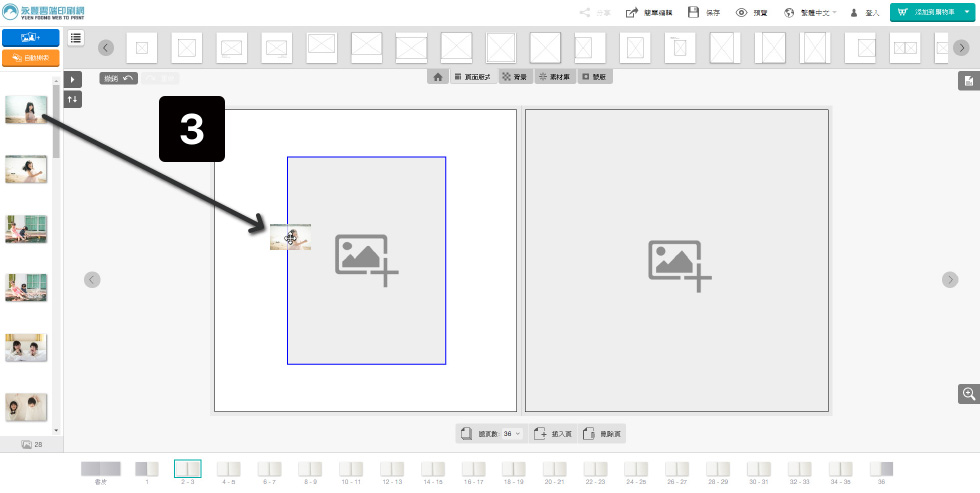 永豐雲端印刷網
YUEN FOONG WEB TO PRINT
分享
簡單編輯
保存
預覽
繁體中文
登入
添加到購物車
自動排版
撤銷
頁面版式
背景
素材庫
製版
3
28
總頁數: 36
插入頁
刪除頁
書皮
1
2 - 3
4 - 5
6 - 7
8 - 9
10 - 11
12 - 13
14 - 15
16 - 17
18 - 19
20 - 21
22 - 23
24 - 25
26 - 27
28 - 29
30 - 31
32 - 33
34 - 35
36